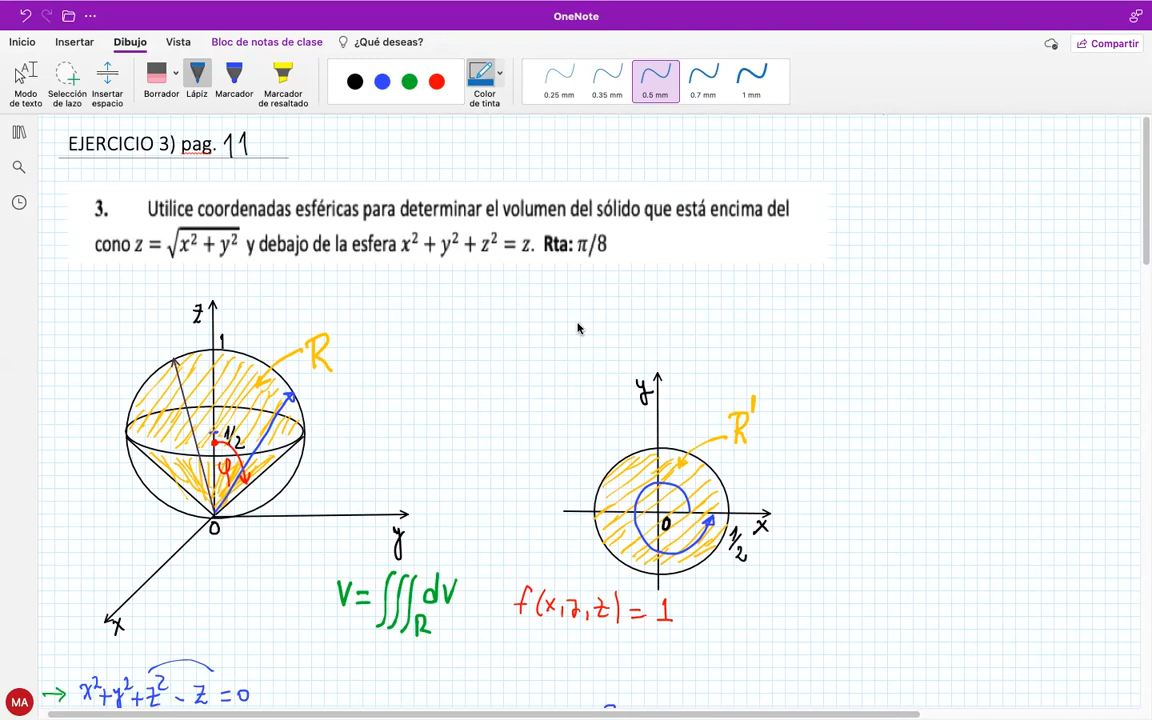 OneNote
Inicio Insertar Dibujo Vista Bloc de notas de clase ¿Qué deseas? Compartir
Modo de texto Selección de lazo Insertar espacio Borrador Lápiz Marcador Marcador de resaltado Color de tinta 0.25 mm 0.35 mm 0.5 mm 0.7 mm 1 mm
EJERCICIO 3) pag. 11
3. Utilice coordenadas esféricas para determinar el volumen del sólido que está encima del
cono z = √(x² + y²) y debajo de la esfera x² + y² + z² = z. Rta: π/8
z
1
R
1/2
φ
0
y
x
y
R'
0
x
1/2
V = ∭_R dV
f(x,y,z) = 1
→ x² + y² + z² - z = 0
MA